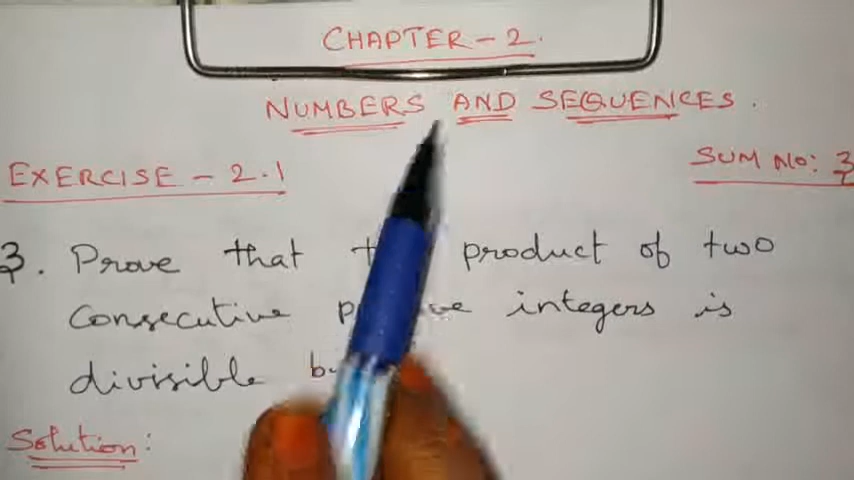 CHAPTER - 2.
NUMBERS AND SEQUENCES.
EXERCISE - 2.1
SUM No: 3
3. Prove that product of two
consecutive integers is
divisible
Solution: